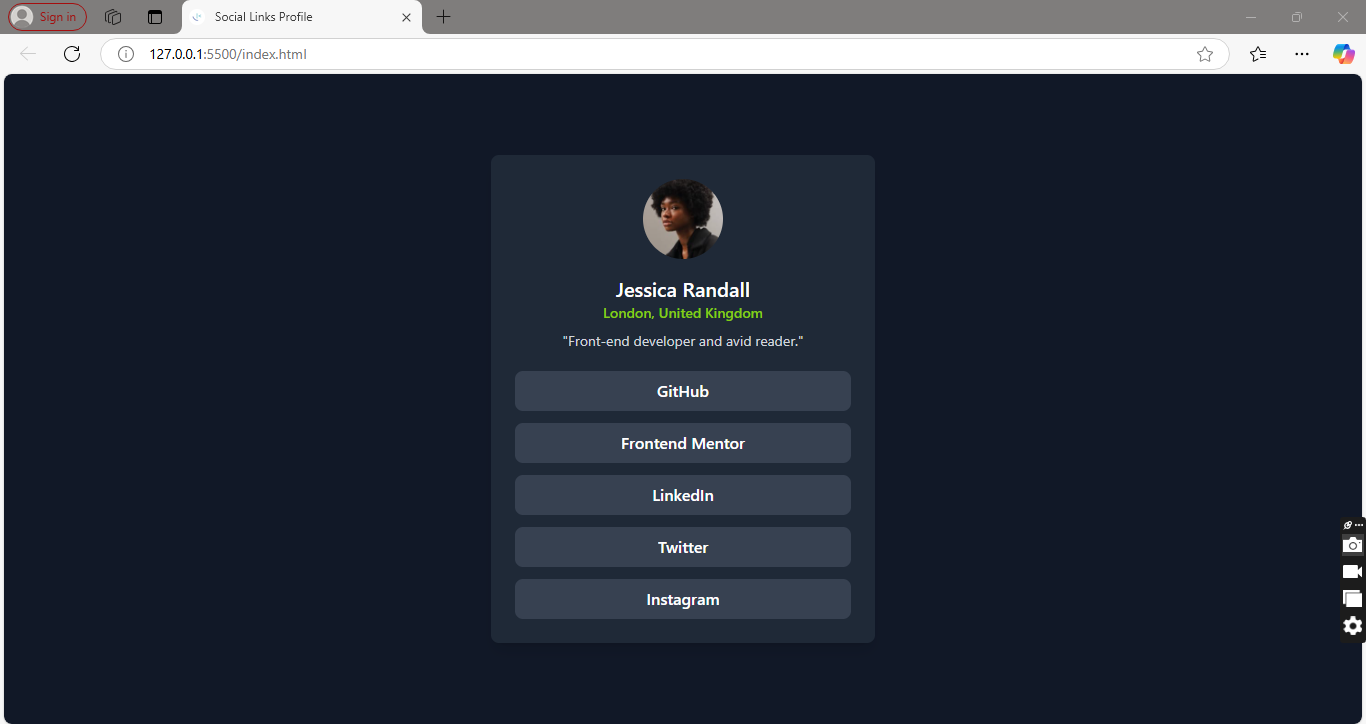 Sign in
Social Links Profile
127.0.0.1:5500/index.html
Jessica Randall
London, United Kingdom
"Front-end developer and avid reader."
GitHub
Frontend Mentor
LinkedIn
Twitter
Instagram